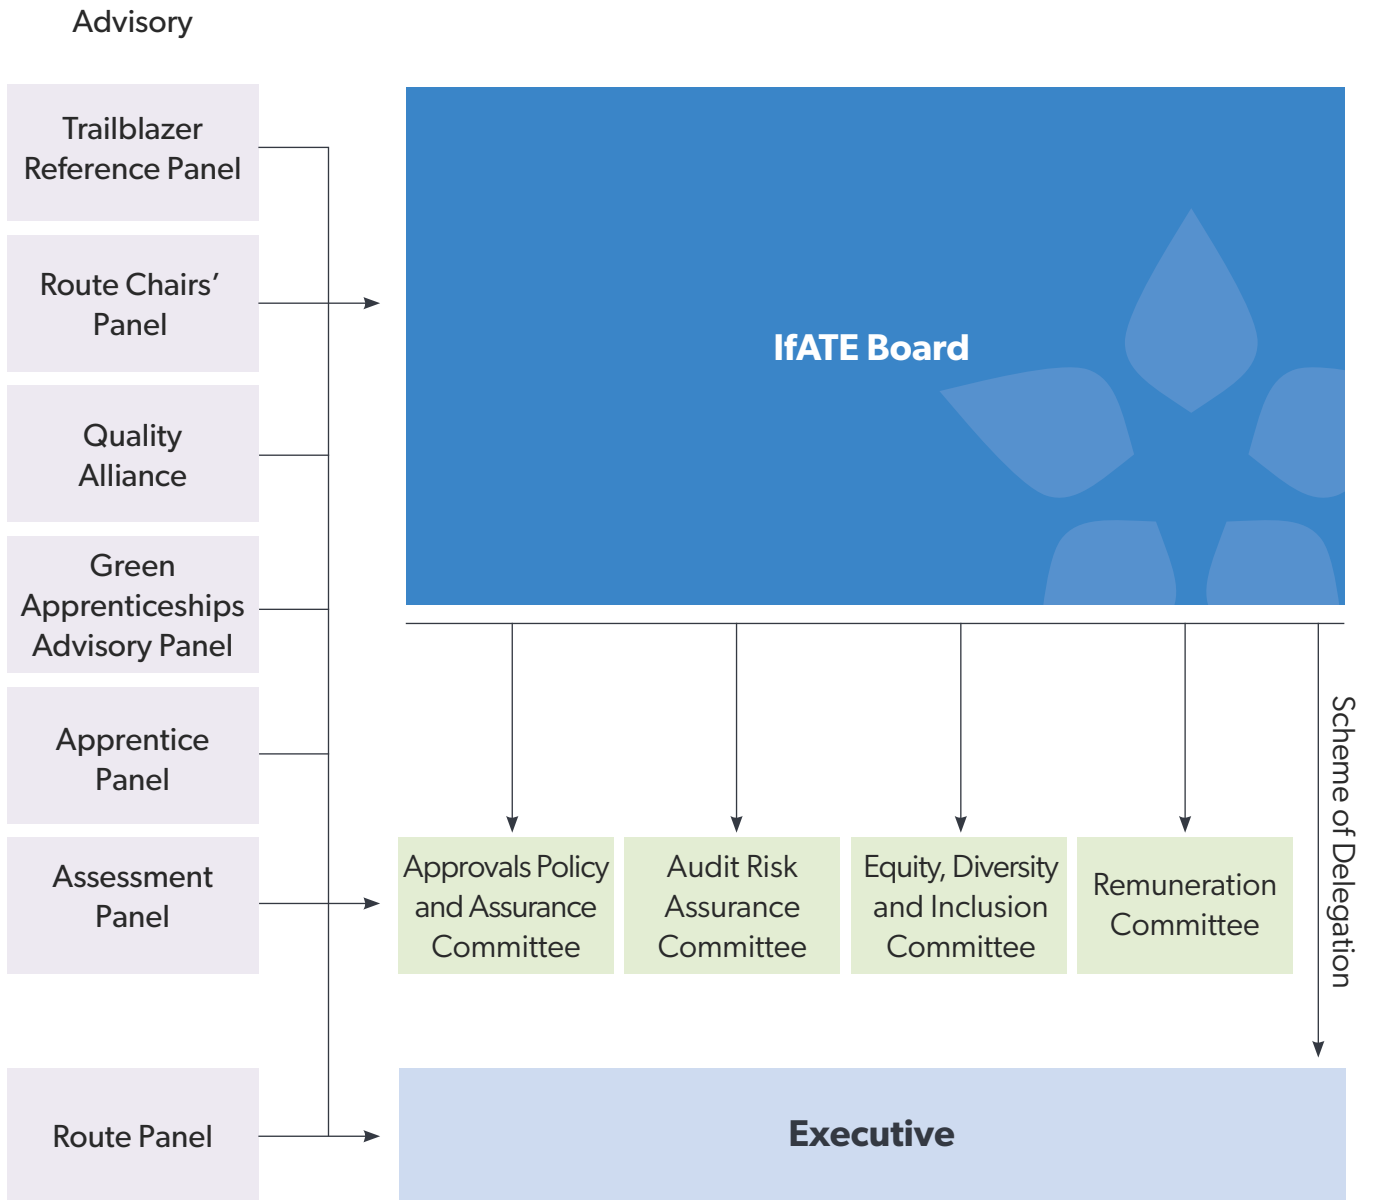 Advisory
Trailblazer
Reference Panel
Route Chairs’
Panel
Quality
Alliance
Green
Apprenticeships
Advisory Panel
Apprentice
Panel
Assessment
Panel
Route Panel
IfATE Board
Approvals Policy
and Assurance
Committee
Audit Risk
Assurance
Committee
Equity, Diversity
and Inclusion
Committee
Remuneration
Committee
Scheme of Delegation
Executive